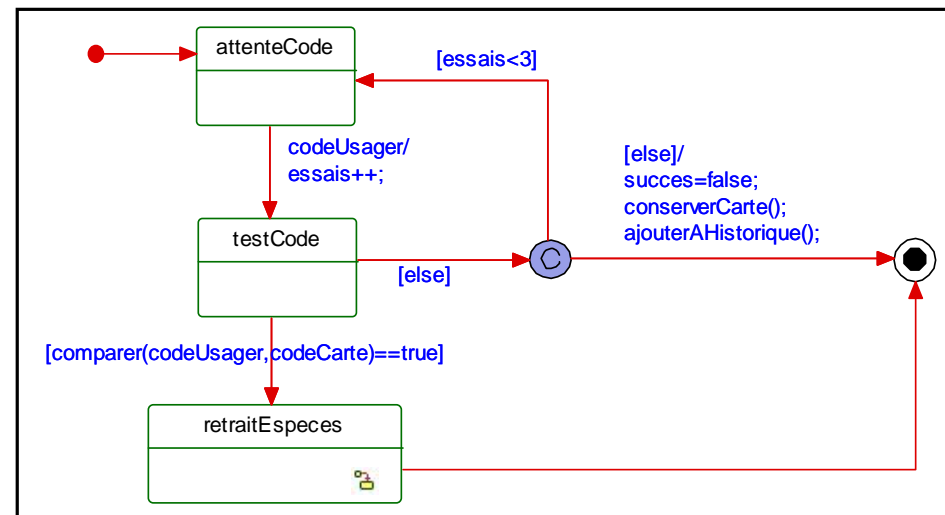 attenteCode
[essais<3]
codeUsager/
essais++;
[else]/
succes=false;
conserverCarte();
ajouterAHistorique();
testCode
C
[else]
[comparer(codeUsager,codeCarte)==true]
retraitEspeces